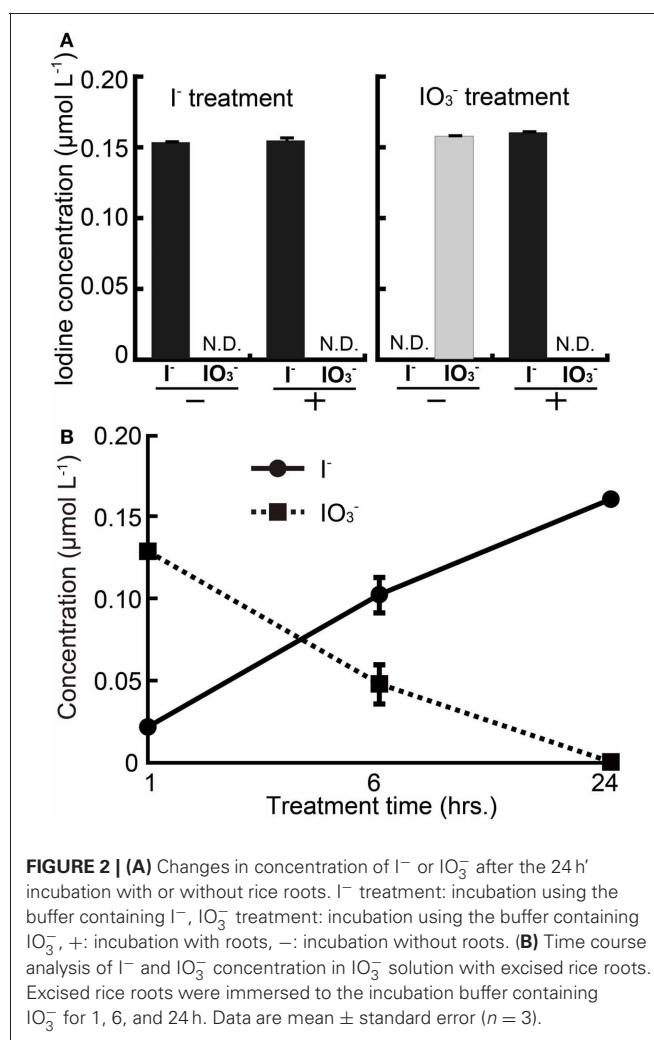 A
Iodine concentration (µmol L⁻¹)
0.20
0.15
0.10
0.05
0
I⁻ treatment
IO₃⁻ treatment
N.D.
N.D.
N.D.
N.D.
I⁻ IO₃⁻ I⁻ IO₃⁻ I⁻ IO₃⁻ I⁻ IO₃⁻
− + − +
B
Concentration (µmol L⁻¹)
0.20
0.15
0.10
0.05
0
I⁻
IO₃⁻
1 6 24
Treatment time (hrs.)
FIGURE 2 | (A) Changes in concentration of I⁻ or IO₃⁻ after the 24 h'
incubation with or without rice roots. I⁻ treatment: incubation using the
buffer containing I⁻, IO₃⁻ treatment: incubation using the buffer containing
IO₃⁻, +: incubation with roots, −: incubation without roots. (B) Time course
analysis of I⁻ and IO₃⁻ concentration in IO₃⁻ solution with excised rice roots.
Excised rice roots were immersed to the incubation buffer containing
IO₃⁻ for 1, 6, and 24 h. Data are mean ± standard error (n = 3).